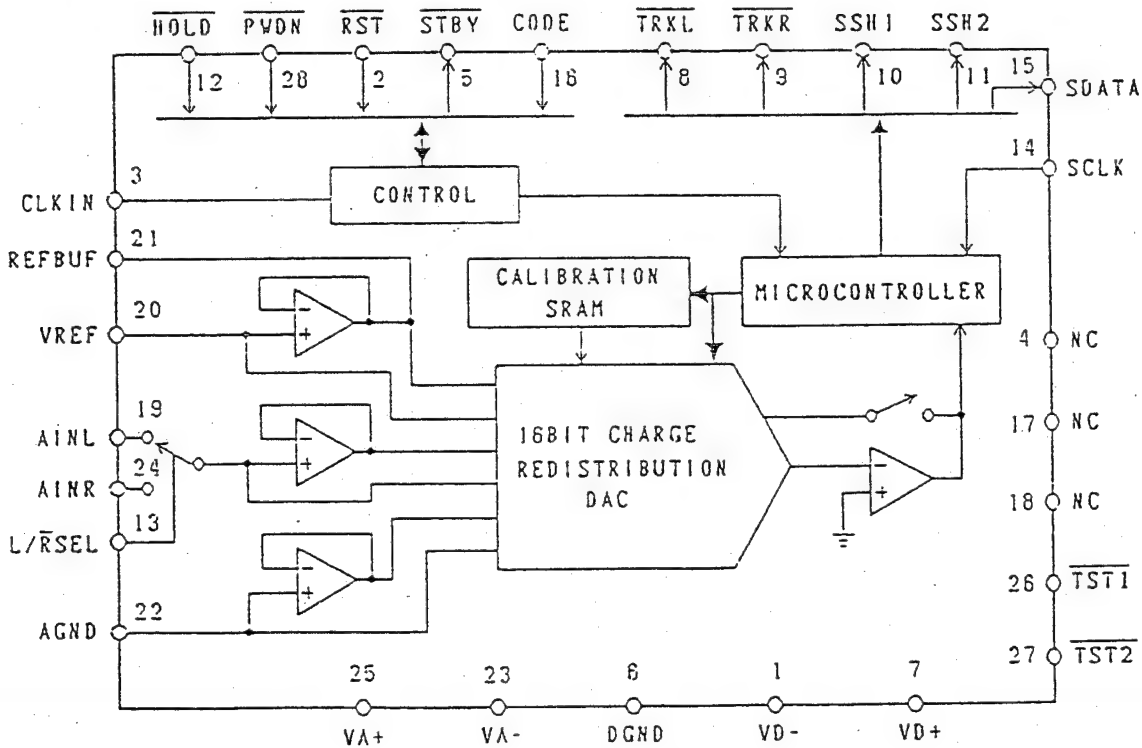 HOLD PWDN RST STBY CODE TRKL TRKR SSH1 SSH2
12 28 2 5 16 8 9 10 11 15 SDATA
14 SCLK
3 CLKIN
CONTROL
21 REFBUF
CALIBRATION
SRAM
MICROCONTROLLER
20 VREF
- +
4 NC
19 AINL
- +
16BIT CHARGE
REDISTRIBUTION
DAC
17 NC
24 AINR
- +
18 NC
13 L/RSEL
- +
26 TST1
22 AGND
27 TST2
25 23 6 1 7
VA+ VA- DGND VD- VD+